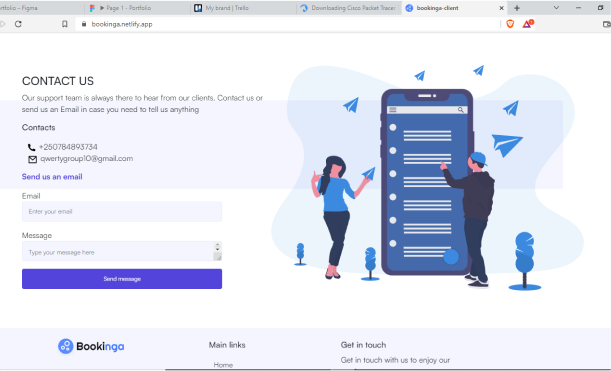 rtfolio – Figma
Page 1 - Portfolio
My brand | Trello
Downloading Cisco Packet Tracer
bookinga-client
bookinga.netlify.app
CONTACT US
Our support team is always there to hear from our clients. Contact us or
send us an Email in case you need to tell us anything
Contacts
+250784893734
qwertygroup10@gmail.com
Send us an email
Email
Enter your email
Message
Type your message here
Send message
Bookinga
Main links
Get in touch
Home
Get in touch with us to enjoy our